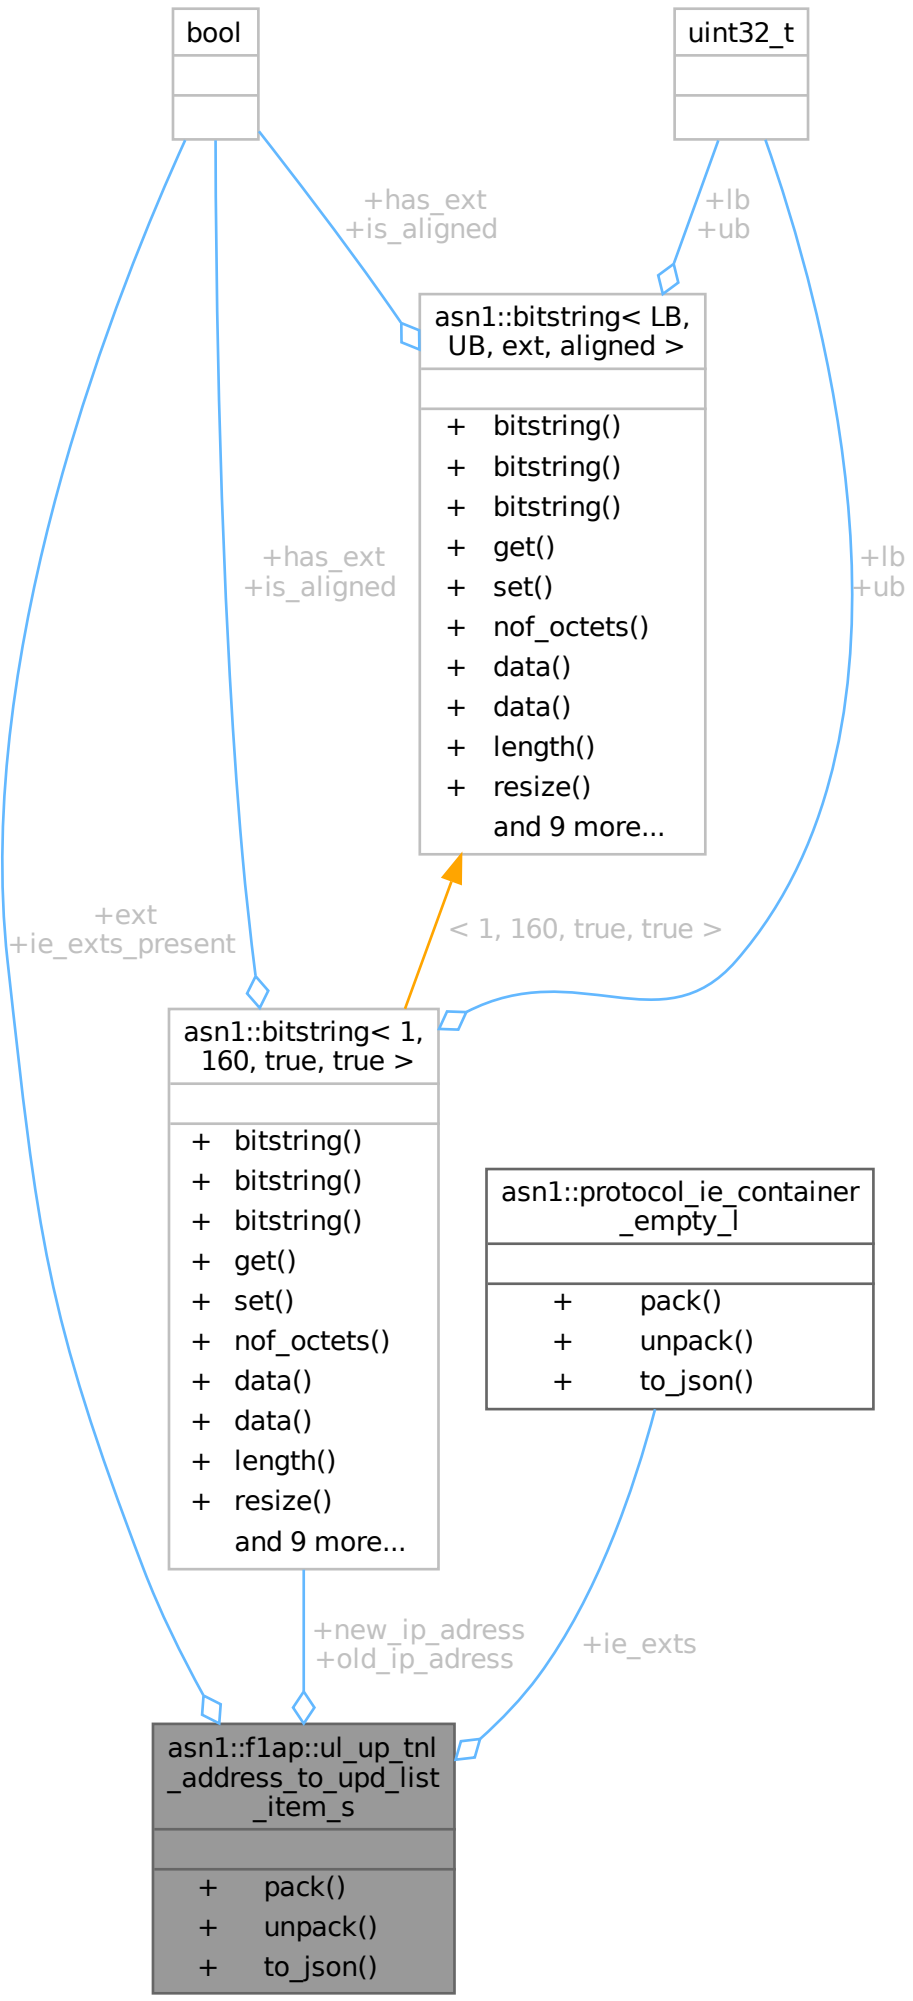 bool
uint32_t
+has_ext
+is_aligned
+lb
+ub
asn1::bitstring< LB,
UB, ext, aligned >
+ bitstring()
+ bitstring()
+ bitstring()
+ get()
+ set()
+ nof_octets()
+ data()
+ data()
+ length()
+ resize()
and 9 more...
+has_ext
+is_aligned
+lb
+ub
+ext
+ie_exts_present
< 1, 160, true, true >
asn1::bitstring< 1,
160, true, true >
+ bitstring()
+ bitstring()
+ bitstring()
+ get()
+ set()
+ nof_octets()
+ data()
+ data()
+ length()
+ resize()
and 9 more...
asn1::protocol_ie_container
_empty_l
+ pack()
+ unpack()
+ to_json()
+new_ip_adress
+old_ip_adress
+ie_exts
asn1::f1ap::ul_up_tnl
_address_to_upd_list
_item_s
+ pack()
+ unpack()
+ to_json()